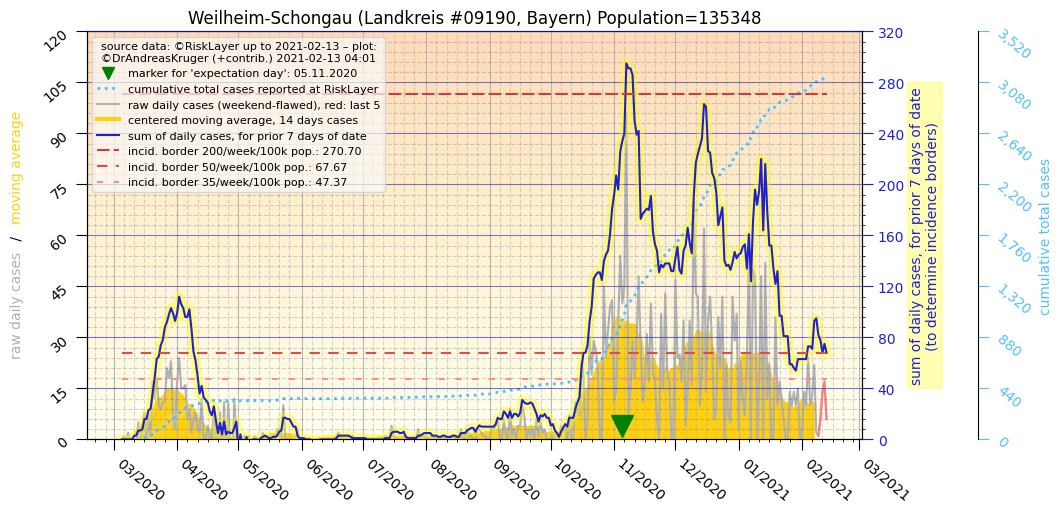 Weilheim-Schongau (Landkreis #09190, Bayern) Population=135348
source data: ©RiskLayer up to 2021-02-13 – plot:
©DrAndreasKruger (+contrib.) 2021-02-13 04:01
marker for 'expectation day': 05.11.2020
cumulative total cases reported at RiskLayer
raw daily cases (weekend-flawed), red: last 5
centered moving average, 14 days cases
sum of daily cases, for prior 7 days of date
incid. border 200/week/100k pop.: 270.70
incid. border 50/week/100k pop.: 67.67
incid. border 35/week/100k pop.: 47.37
raw daily cases / moving average
120
105
90
75
60
45
30
15
0
03/2020
04/2020
05/2020
06/2020
07/2020
08/2020
09/2020
10/2020
11/2020
12/2020
01/2021
02/2021
03/2021
320
280
240
200
160
120
80
40
0
sum of daily cases, for prior 7 days of date
(to determine incidence borders)
3,520
3,080
2,640
2,200
1,760
1,320
880
440
0
cumulative total cases